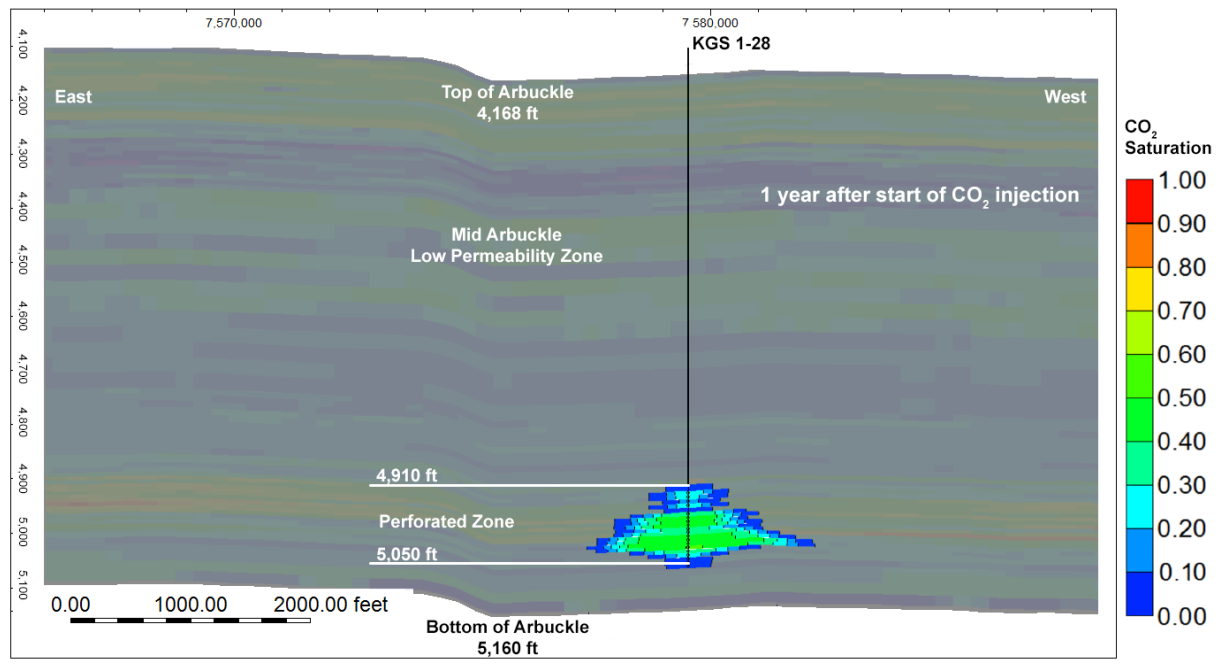 7,570,000
7,580,000
KGS 1-28
4,100
4,200
4,300
4,400
4,500
4,600
4,700
4,800
4,900
5,000
5,100
East
Top of Arbuckle
4,168 ft
West
1 year after start of CO₂ injection
Mid Arbuckle
Low Permeability Zone
4,910 ft
Perforated Zone
5,050 ft
0.00 1000.00 2000.00 feet
Bottom of Arbuckle
5,160 ft
CO₂
Saturation
1.00
0.90
0.80
0.70
0.60
0.50
0.40
0.30
0.20
0.10
0.00